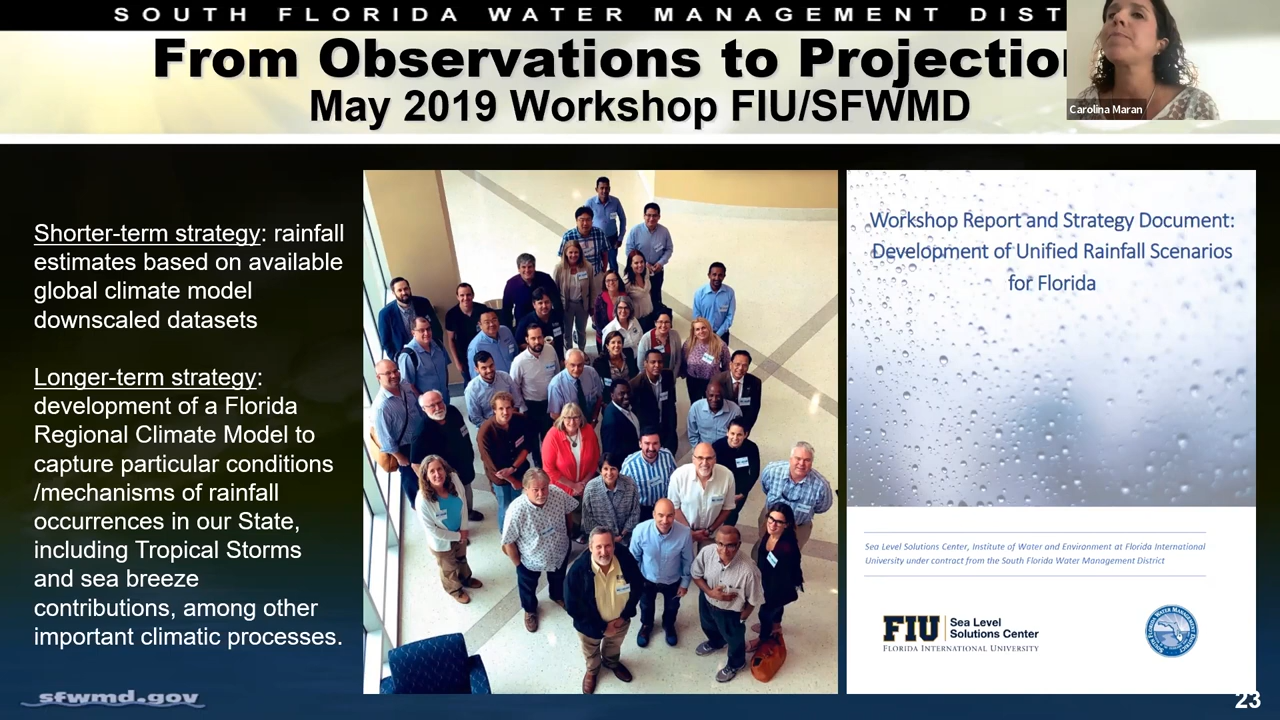 SOUTH FLORIDA WATER MANAGEMENT DIST
From Observations to Projection
May 2019 Workshop FIU/SFWMD
Carolina Maran
Shorter-term strategy: rainfall
estimates based on available
global climate model
downscaled datasets
Longer-term strategy:
development of a Florida
Regional Climate Model to
capture particular conditions
/mechanisms of rainfall
occurrences in our State,
including Tropical Storms
and sea breeze
contributions, among other
important climatic processes.
Workshop Report and Strategy Document:
Development of Unified Rainfall Scenarios
for Florida
Sea Level Solutions Center, Institute of Water and Environment at Florida International
University under contract from the South Florida Water Management District
FIU Sea Level
Solutions Center
FLORIDA INTERNATIONAL UNIVERSITY
sfwmd.gov
23